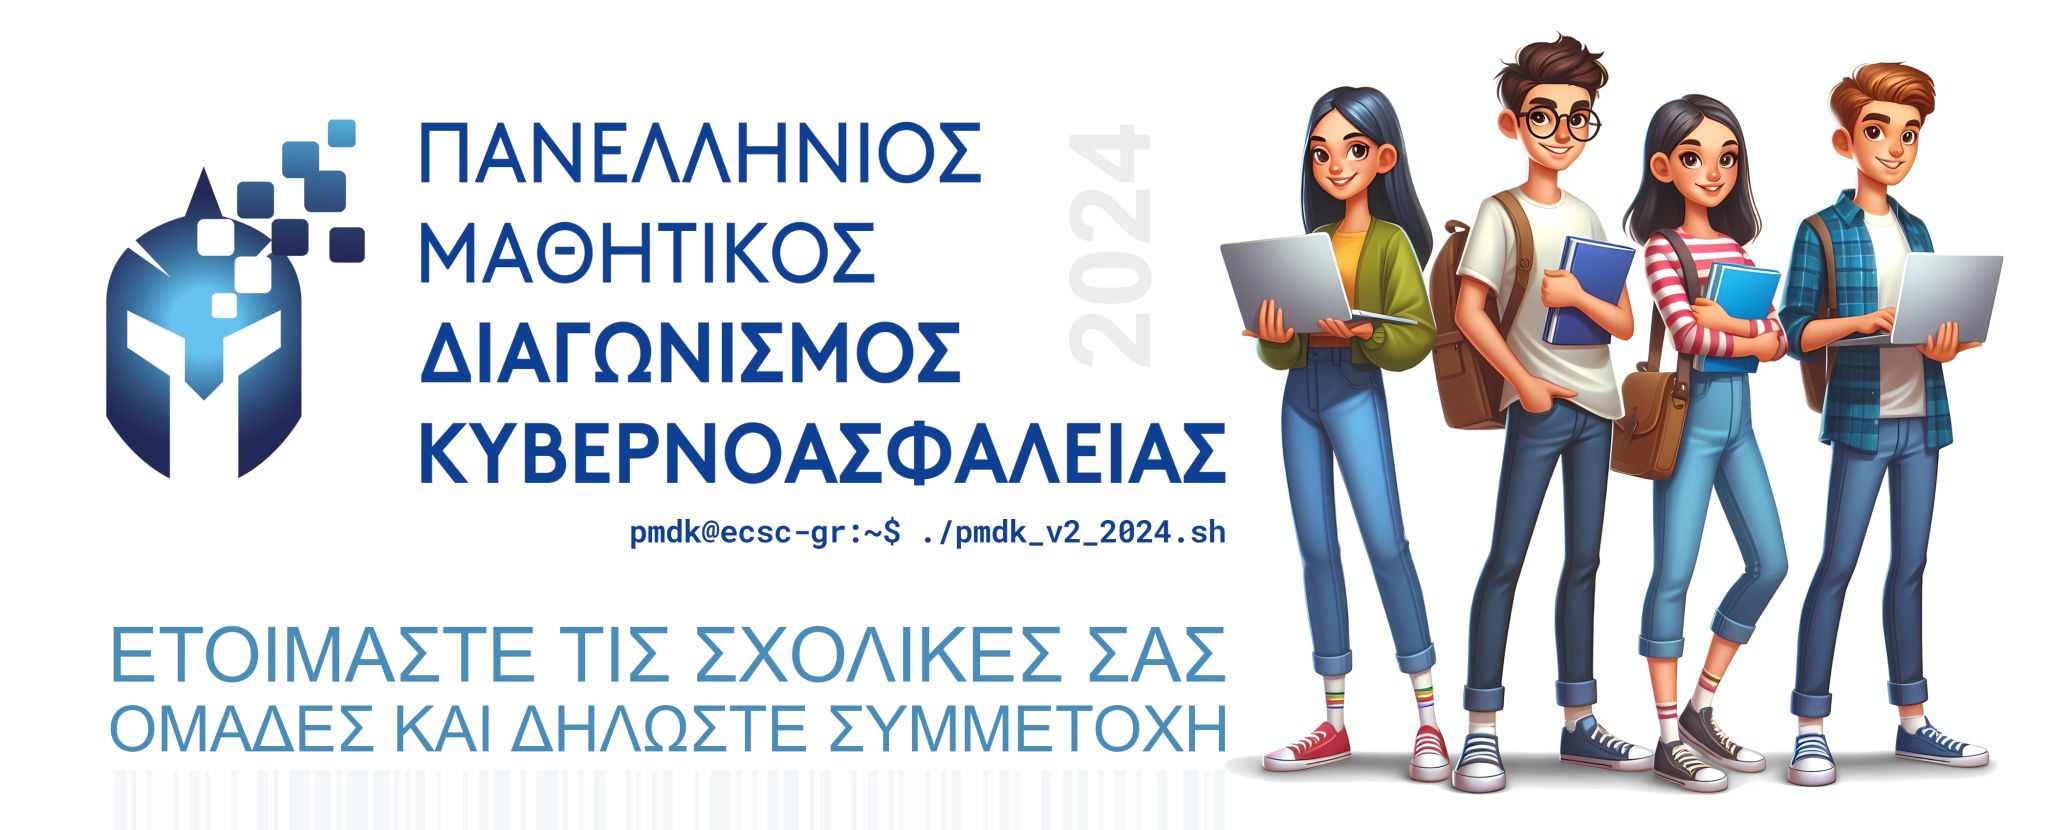 ΠΑΝΕΛΛΗΝΙΟΣ
ΜΑΘΗΤΙΚΟΣ
ΔΙΑΓΩΝΙΣΜΟΣ
ΚΥΒΕΡΝΟΑΣΦΑΛΕΙΑΣ
2024
pmdk@ecsc-gr:~$ ./pmdk_v2_2024.sh
ΕΤΟΙΜΑΣΤΕ ΤΙΣ ΣΧΟΛΙΚΕΣ ΣΑΣ
ΟΜΑΔΕΣ ΚΑΙ ΔΗΛΩΣΤΕ ΣΥΜΜΕΤΟΧΗ